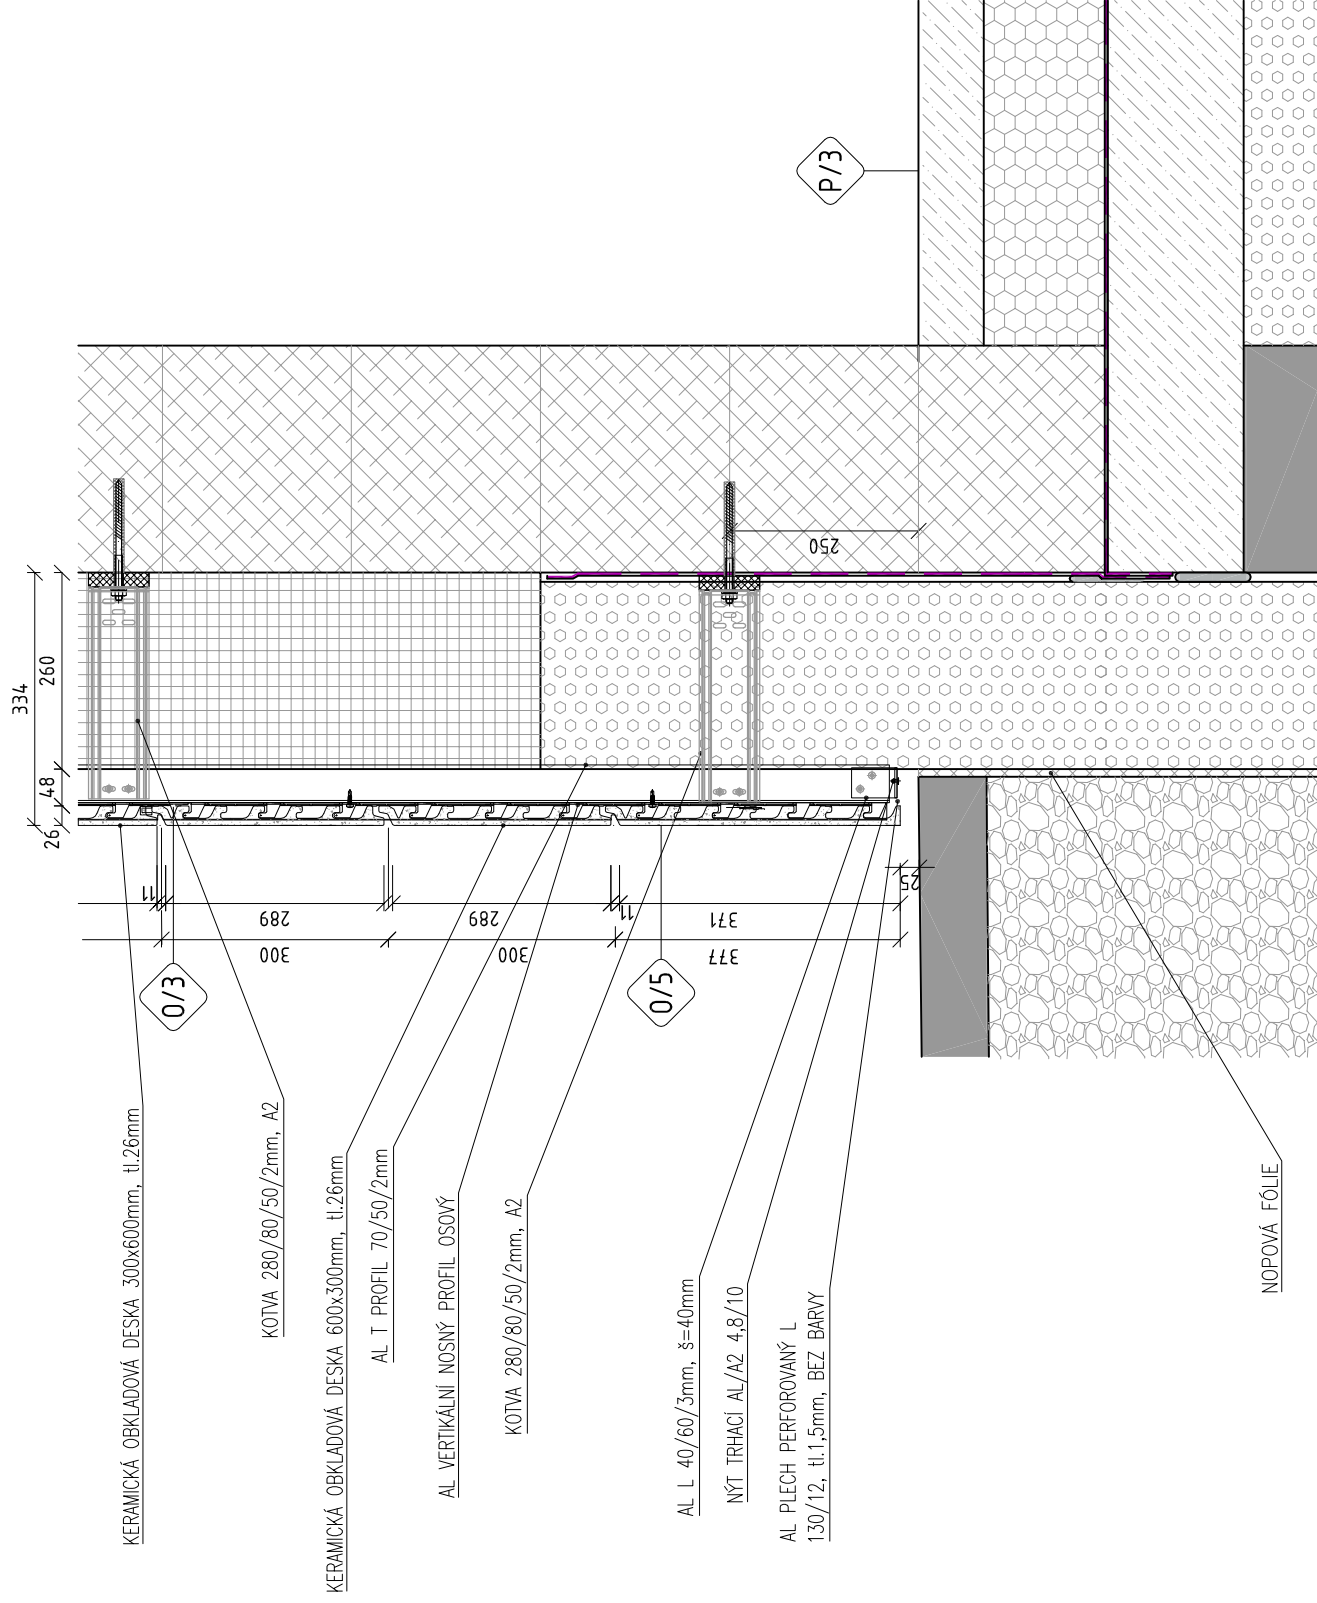 P/3
334
260
48
26
250
25
11
289
289
11
371
300
300
377
O/3
O/5
KERAMICKÁ OBKLADOVÁ DESKA 300x600mm, tl.26mm
KOTVA 280/80/50/2mm, A2
KERAMICKÁ OBKLADOVÁ DESKA 600x300mm, tl.26mm
AL T PROFIL 70/50/2mm
AL VERTIKÁLNÍ NOSNÝ PROFIL OSOVÝ
KOTVA 280/80/50/2mm, A2
AL L 40/60/3mm, š=40mm
NÝT TRHACÍ AL/A2 4,8/10
AL PLECH PERFOROVANÝ L
130/12, tl.1,5mm, BEZ BARVY
NOPOVÁ FÓLIE